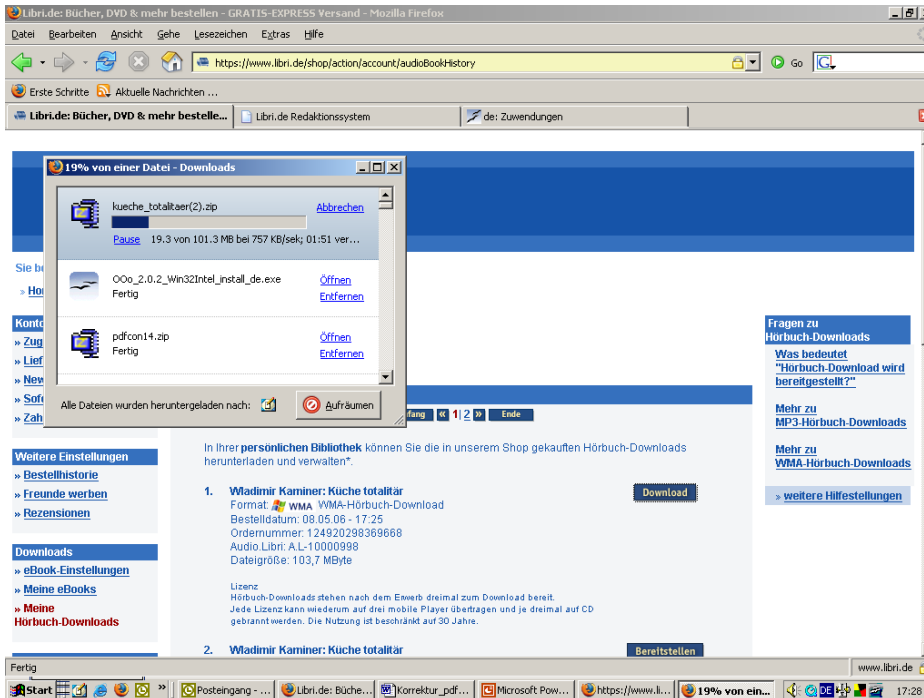 Libri.de: Bücher, DVD & mehr bestellen - GRATIS-EXPRESS Versand - Mozilla Firefox
Datei Bearbeiten Ansicht Gehe Lesezeichen Extras Hilfe
https://www.libri.de/shop/action/account/audioBookHistory Go G
Erste Schritte Aktuelle Nachrichten ...
Libri.de: Bücher, DVD & mehr bestelle... Libri.de Redaktionssystem de: Zuwendungen
19% von einer Datei - Downloads
kueche_totalitaer(2).zip Abbrechen
Pause 19.3 von 101.3 MB bei 757 KB/sek; 01:51 ver...
OOo_2.0.2_Win32Intel_install_de.exe Öffnen
Fertig Entfernen
pdfcon14.zip Öffnen
Fertig Entfernen
Alle Dateien wurden heruntergeladen nach: Aufräumen
Sie be
» Ho
Konto
» Zug
» Lief
» New
» Sofo
» Zah
Weitere Einstellungen
» Bestellhistorie
» Freunde werben
» Rezensionen
Downloads
» eBook-Einstellungen
» Meine eBooks
» Meine
Hörbuch-Downloads
fang « 1 | 2 » Ende
In Ihrer persönlichen Bibliothek können Sie die in unserem Shop gekauften Hörbuch-Downloads
herunterladen und verwalten*.
1. Wladimir Kaminer: Küche totalitär Download
Format: WMA WMA-Hörbuch-Download
Bestelldatum: 08.05.06 - 17:25
Ordernummer: 124920298369668
Audio.Libri: A.L-10000998
Dateigröße: 103,7 MByte
Lizenz
Hörbuch-Downloads stehen nach dem Erwerb dreimal zum Download bereit.
Jede Lizenz kann wiederum auf drei mobile Player übertragen und je dreimal auf CD
gebrannt werden. Die Nutzung ist beschränkt auf 30 Jahre.
2. Wladimir Kaminer: Küche totalitär Bereitstellen
Fragen zu
Hörbuch-Downloads
Was bedeutet
"Hörbuch-Download wird
bereitgestellt?"
Mehr zu
MP3-Hörbuch-Downloads
Mehr zu
WMA-Hörbuch-Downloads
» weitere Hilfestellungen
Fertig www.libri.de
Start » Posteingang - ... Libri.de: Büche... Korrektur_pdf... Microsoft Pow... https://www.li... 19% von ein... DE 17:28